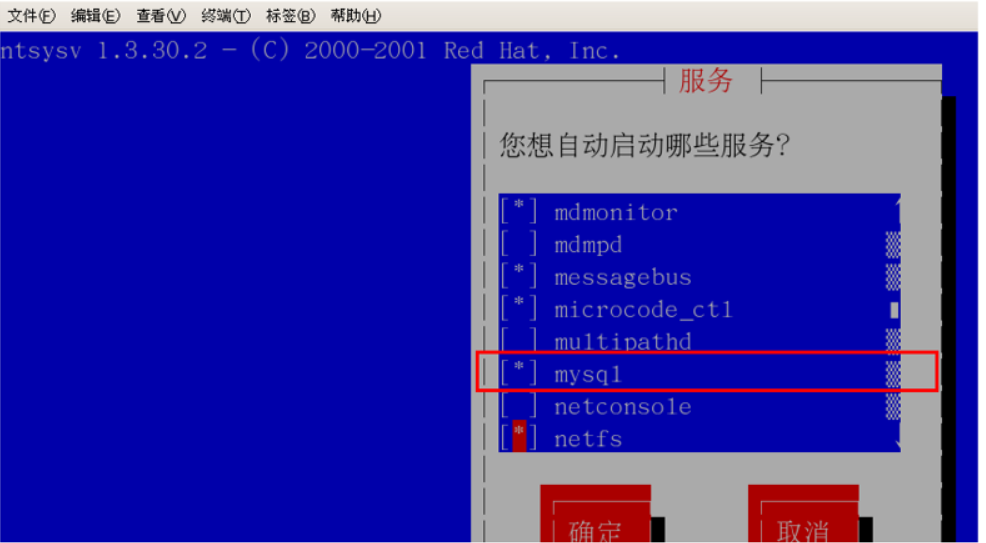 文件(F) 编辑(E) 查看(V) 终端(T) 标签(B) 帮助(H)
ntsysv 1.3.30.2 - (C) 2000-2001 Red Hat, Inc.
服务
您想自动启动哪些服务?
[*] mdmonitor
[ ] mdmpd
[*] messagebus
[*] microcode_ctl
[ ] multipathd
[*] mysql
[ ] netconsole
[*] netfs
确定 取消